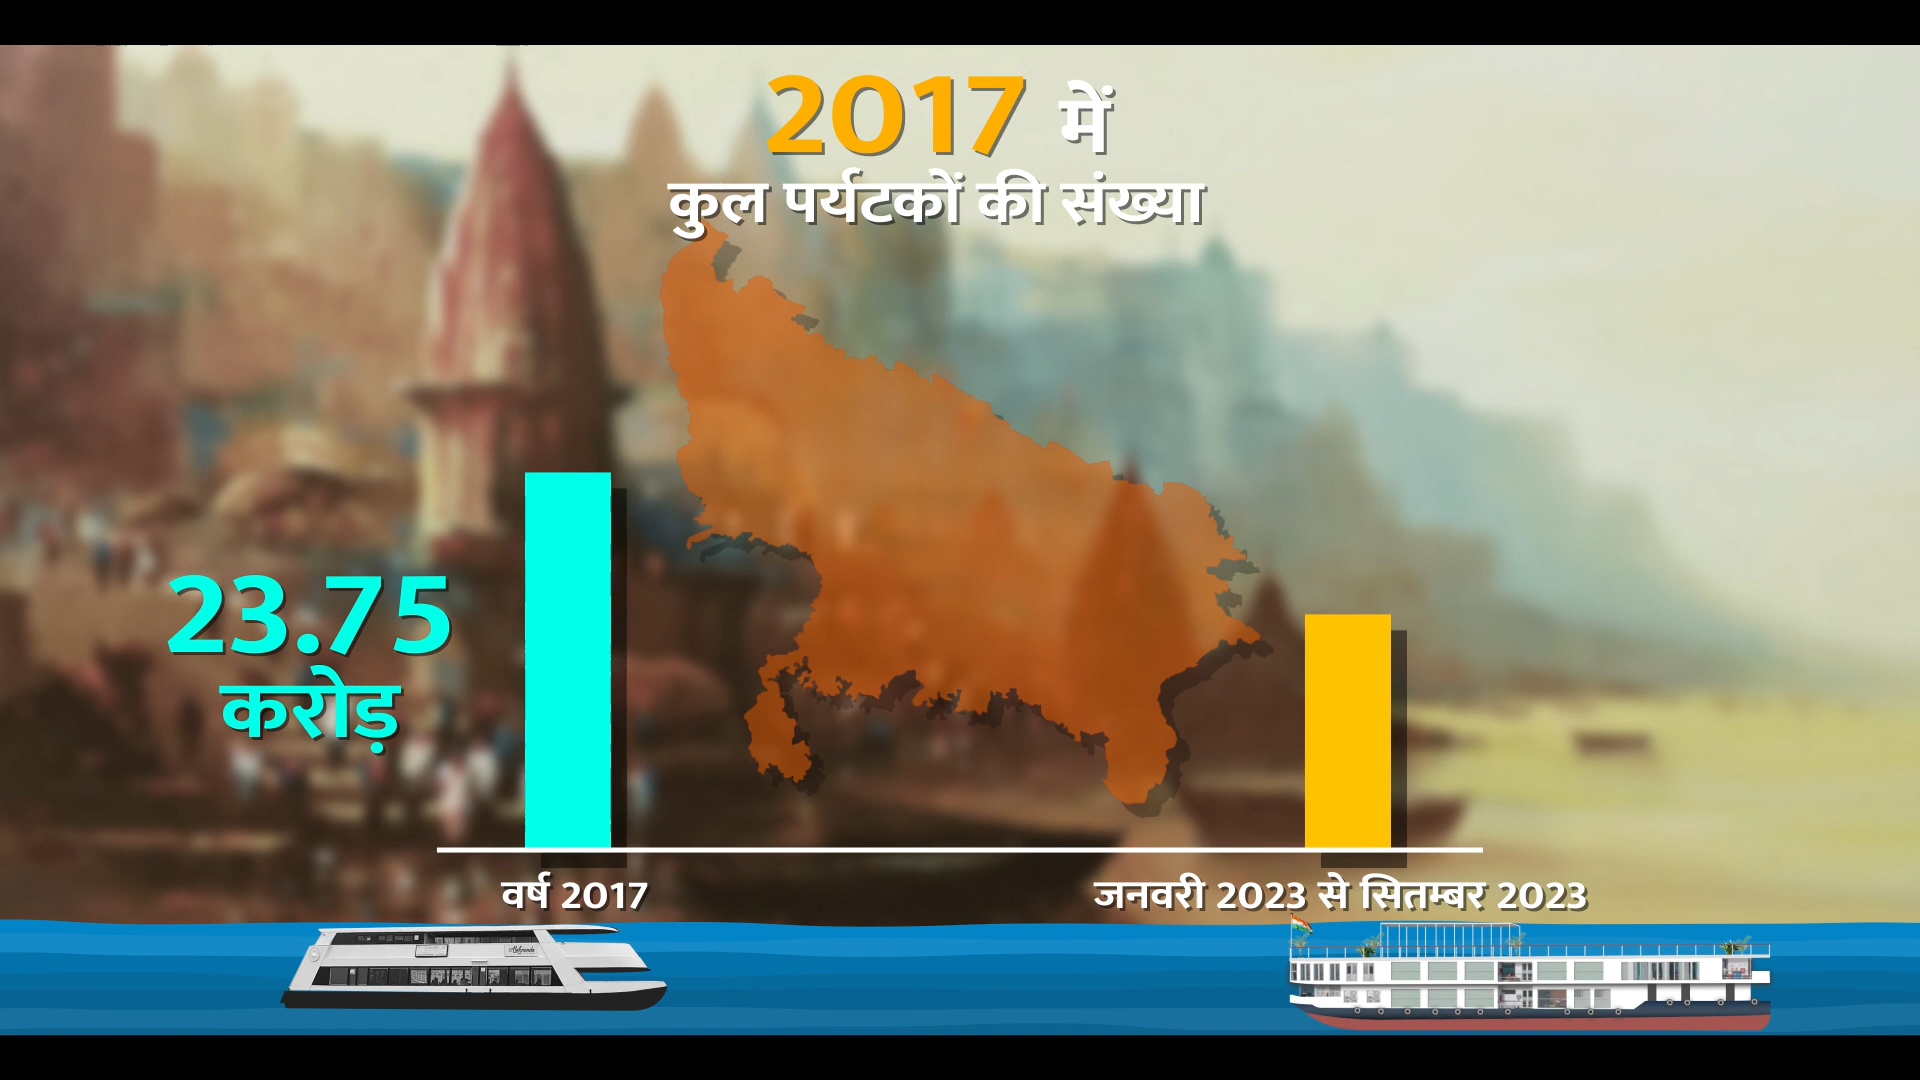 2017 में
कुल पर्यटकों की संख्या
23.75
करोड़
वर्ष 2017
जनवरी 2023 से सितम्बर 2023